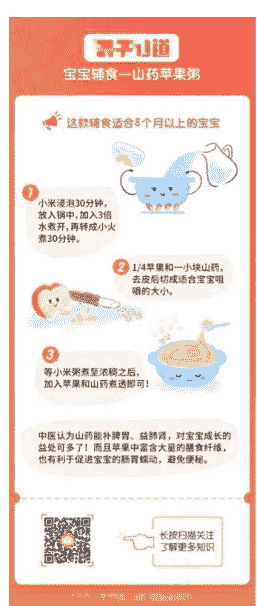 宝宝辅食—山药苹果粥
这款辅食适合8个月以上的宝宝
1
小米浸泡30分钟,
放入锅中,加入3倍
水煮开,再转成小火
煮30分钟。
2
1/4苹果和一小块山药,
去皮后切成适合宝宝咀
嚼的大小。
3
等小米粥煮至浓稠之后,
加入苹果和山药煮透即可!
中医认为山药能补脾胃、益肺肾,对宝宝成长的
益处可多了!而且苹果中富含大量的膳食纤维,
也有利于促进宝宝的肠胃蠕动,避免便秘。
长按扫描关注
了解更多知识